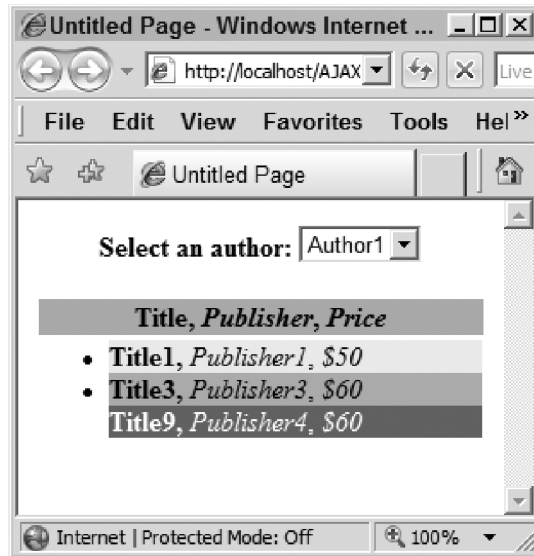 Untitled Page - Windows Internet ...
http://localhost/AJAX
Live
File Edit View Favorites Tools Hel »
Untitled Page
Select an author: Author1
Title, Publisher, Price
• Title1, Publisher1, $50
• Title3, Publisher3, $60
Title9, Publisher4, $60
Internet | Protected Mode: Off 100%